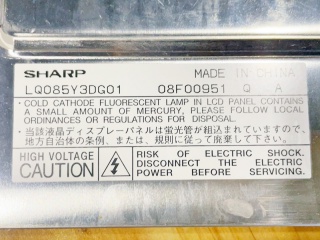 SHARP MADE IN CHINA
LQ085Y3DG01 08F00951 Q A
• COLD CATHODE FLUORESCENT LAMP IN LCD PANEL CONTAINS
A SMALL AMOUNT OF MERCURY, PLEASE FOLLOW LOCAL
ORDINANCES OR REGULATIONS FOR DISPOSAL.
• 当該液晶ディスプレーパネルは蛍光管が組込まれていますので、
地方自治体の条例、または、規則に従って廃棄して下さい。
HIGH VOLTAGE
CAUTION
RISK OF ELECTRIC SHOCK.
DISCONNECT THE ELECTRIC
POWER BEFORE SERVICING.